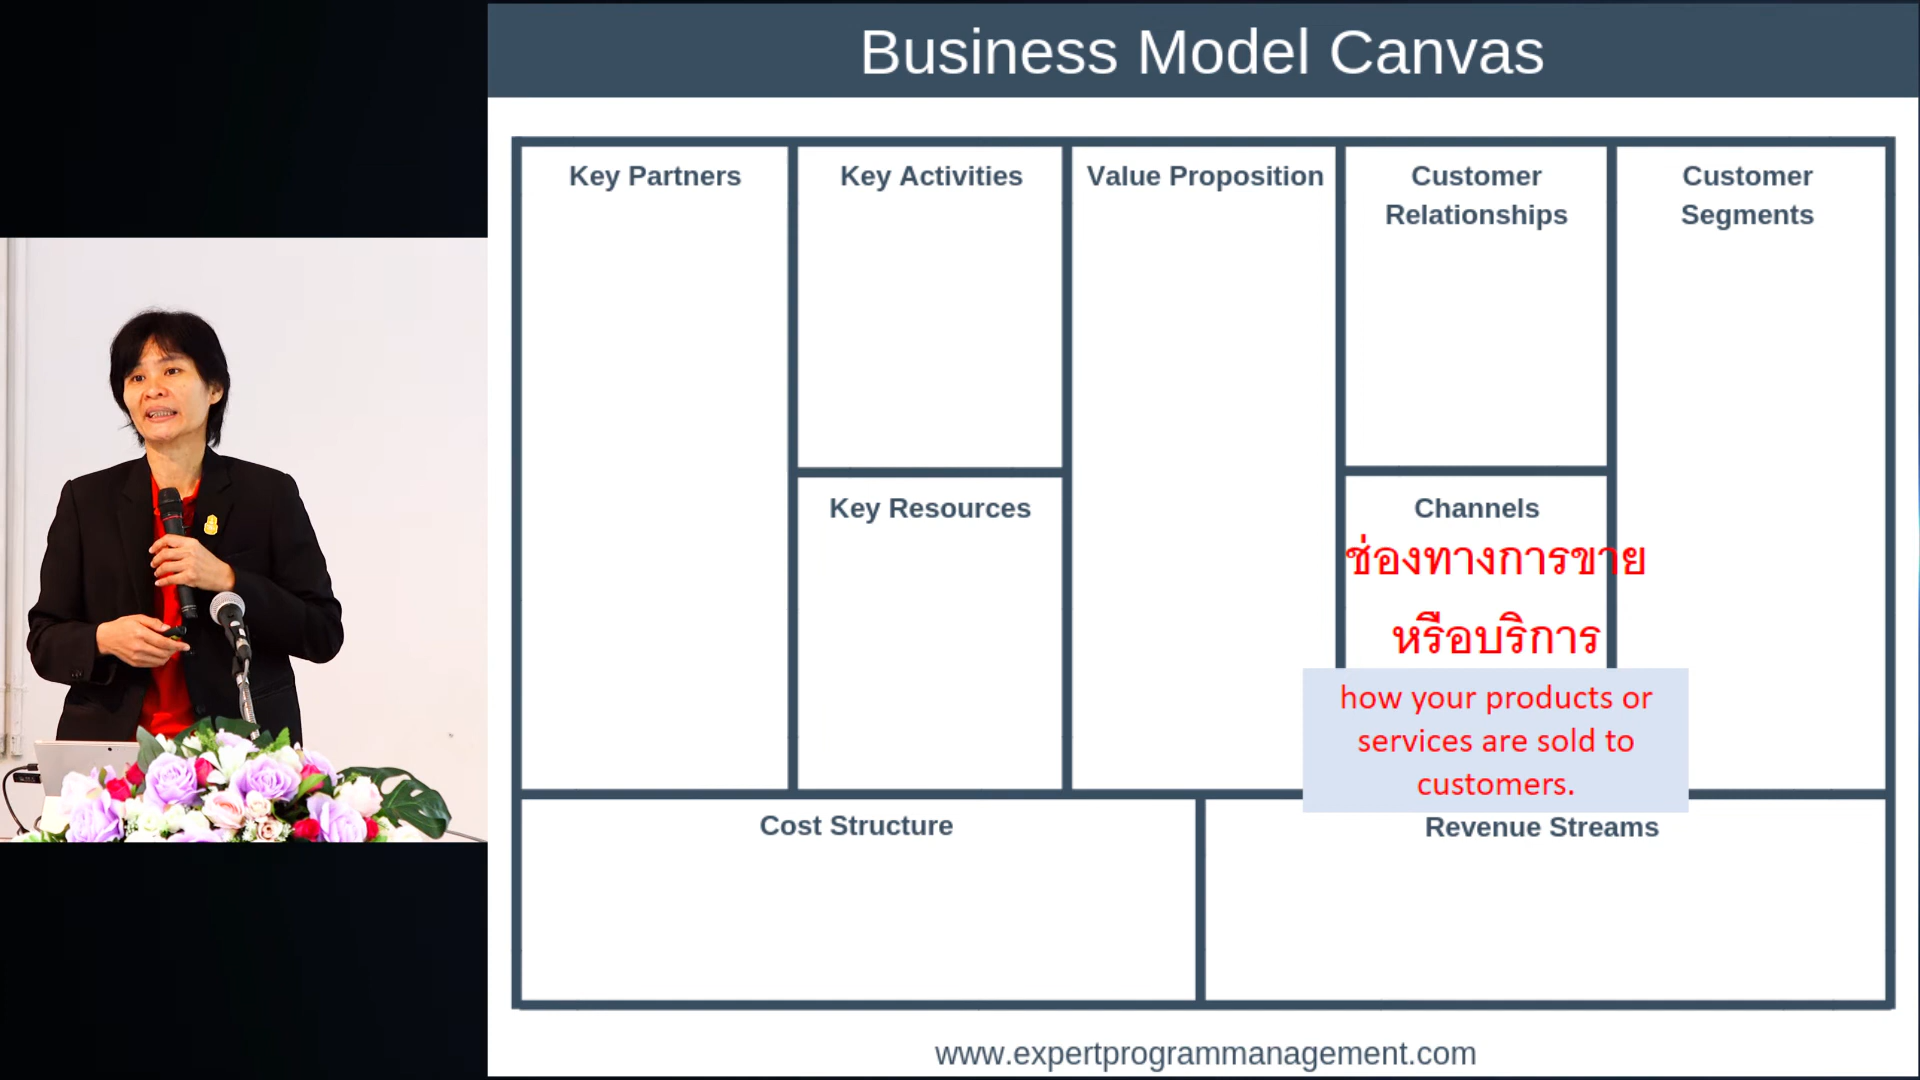 Business Model Canvas
Key Partners
Key Activities
Value Proposition
Customer
Relationships
Customer
Segments
Key Resources
Channels
ช่องทางการขาย
หรือบริการ
how your products or
services are sold to
customers.
Cost Structure
Revenue Streams
www.expertprogrammanagement.com